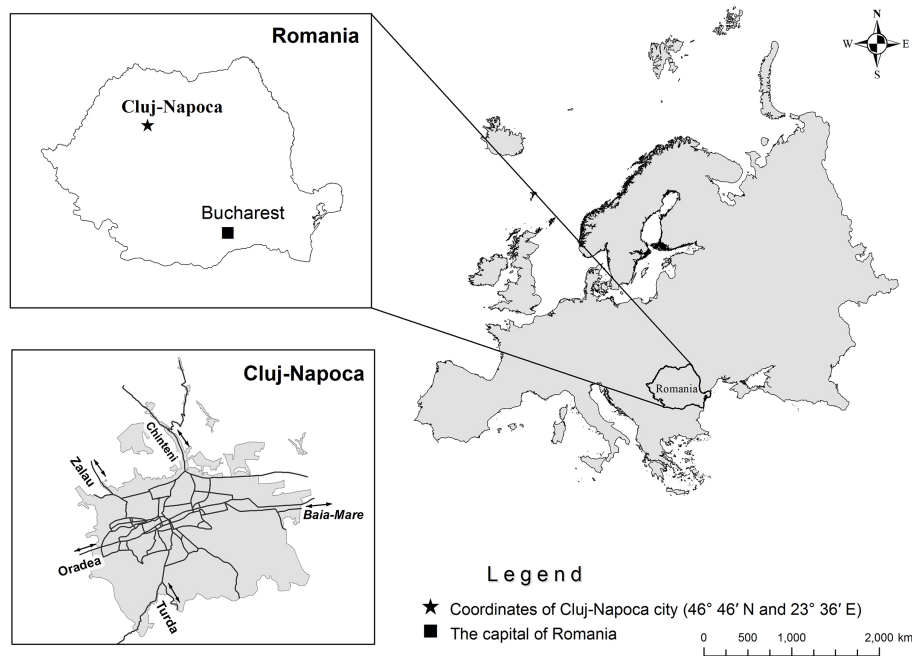 Romania
Cluj-Napoca
Bucharest
N
W
E
S
Romania
Cluj-Napoca
Chinteni
Zalau
Baia-Mare
Oradea
Turda
Legend
Coordinates of Cluj-Napoca city (46° 46′ N and 23° 36′ E)
The capital of Romania
0 500 1,000 2,000 km